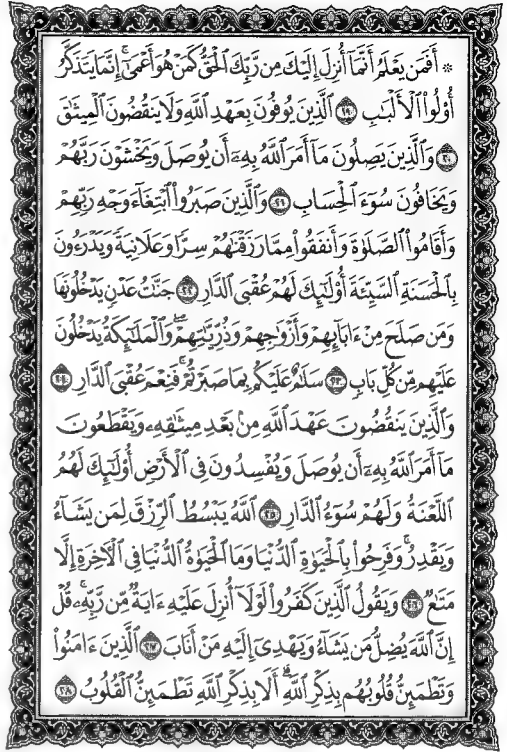 ۞ أَفَمَن يَعْلَمُ أَنَّمَآ أُنزِلَ إِلَيْكَ مِن رَّبِّكَ ٱلْحَقُّ كَمَنْ هُوَ أَعْمَىٰٓ ۚ إِنَّمَا يَتَذَكَّرُ
أُو۟لُوا۟ ٱلْأَلْبَٰبِ ١٩ ٱلَّذِينَ يُوفُونَ بِعَهْدِ ٱللَّهِ وَلَا يَنقُضُونَ ٱلْمِيثَٰقَ
٢٠ وَٱلَّذِينَ يَصِلُونَ مَآ أَمَرَ ٱللَّهُ بِهِۦٓ أَن يُوصَلَ وَيَخْشَوْنَ رَبَّهُمْ
وَيَخَافُونَ سُوٓءَ ٱلْحِسَابِ ٢١ وَٱلَّذِينَ صَبَرُوا۟ ٱبْتِغَآءَ وَجْهِ رَبِّهِمْ
وَأَقَامُوا۟ ٱلصَّلَوٰةَ وَأَنفَقُوا۟ مِمَّا رَزَقْنَٰهُمْ سِرًّا وَعَلَانِيَةً وَيَدْرَءُونَ
بِٱلْحَسَنَةِ ٱلسَّيِّئَةَ أُو۟لَٰٓئِكَ لَهُمْ عُقْبَى ٱلدَّارِ ٢٢ جَنَّٰتُ عَدْنٍ يَدْخُلُونَهَا
وَمَن صَلَحَ مِنْ ءَابَآئِهِمْ وَأَزْوَٰجِهِمْ وَذُرِّيَّٰتِهِمْ ۖ وَٱلْمَلَٰٓئِكَةُ يَدْخُلُونَ
عَلَيْهِم مِّن كُلِّ بَابٍ ٢٣ سَلَٰمٌ عَلَيْكُم بِمَا صَبَرْتُمْ ۚ فَنِعْمَ عُقْبَى ٱلدَّارِ ٢٤
وَٱلَّذِينَ يَنقُضُونَ عَهْدَ ٱللَّهِ مِنۢ بَعْدِ مِيثَٰقِهِۦ وَيَقْطَعُونَ
مَآ أَمَرَ ٱللَّهُ بِهِۦٓ أَن يُوصَلَ وَيُفْسِدُونَ فِى ٱلْأَرْضِ أُو۟لَٰٓئِكَ لَهُمُ
ٱللَّعْنَةُ وَلَهُمْ سُوٓءُ ٱلدَّارِ ٢٥ ٱللَّهُ يَبْسُطُ ٱلرِّزْقَ لِمَن يَشَآءُ
وَيَقْدِرُ ۚ وَفَرِحُوا۟ بِٱلْحَيَوٰةِ ٱلدُّنْيَا وَمَا ٱلْحَيَوٰةُ ٱلدُّنْيَا فِى ٱلْءَاخِرَةِ إِلَّا
مَتَٰعٌ ٢٦ وَيَقُولُ ٱلَّذِينَ كَفَرُوا۟ لَوْلَآ أُنزِلَ عَلَيْهِ ءَايَةٌ مِّن رَّبِّهِۦ ۗ قُلْ
إِنَّ ٱللَّهَ يُضِلُّ مَن يَشَآءُ وَيَهْدِىٓ إِلَيْهِ مَنْ أَنَابَ ٢٧ ٱلَّذِينَ ءَامَنُوا۟
وَتَطْمَئِنُّ قُلُوبُهُم بِذِكْرِ ٱللَّهِ ۗ أَلَا بِذِكْرِ ٱللَّهِ تَطْمَئِنُّ ٱلْقُلُوبُ ٢٨